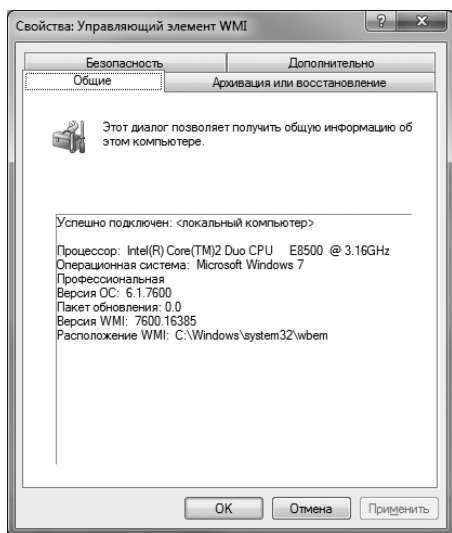 Свойства: Управляющий элемент WMI
Безопасность
Дополнительно
Общие
Архивация или восстановление
Этот диалог позволяет получить общую информацию об
этом компьютере.
Успешно подключен: <локальный компьютер>
Процессор: Intel(R) Core(TM)2 Duo CPU E8500 @ 3.16GHz
Операционная система: Microsoft Windows 7
Профессиональная
Версия ОС: 6.1.7600
Пакет обновления: 0.0
Версия WMI: 7600.16385
Расположение WMI: C:\Windows\system32\wbem
OK
Отмена
Применить